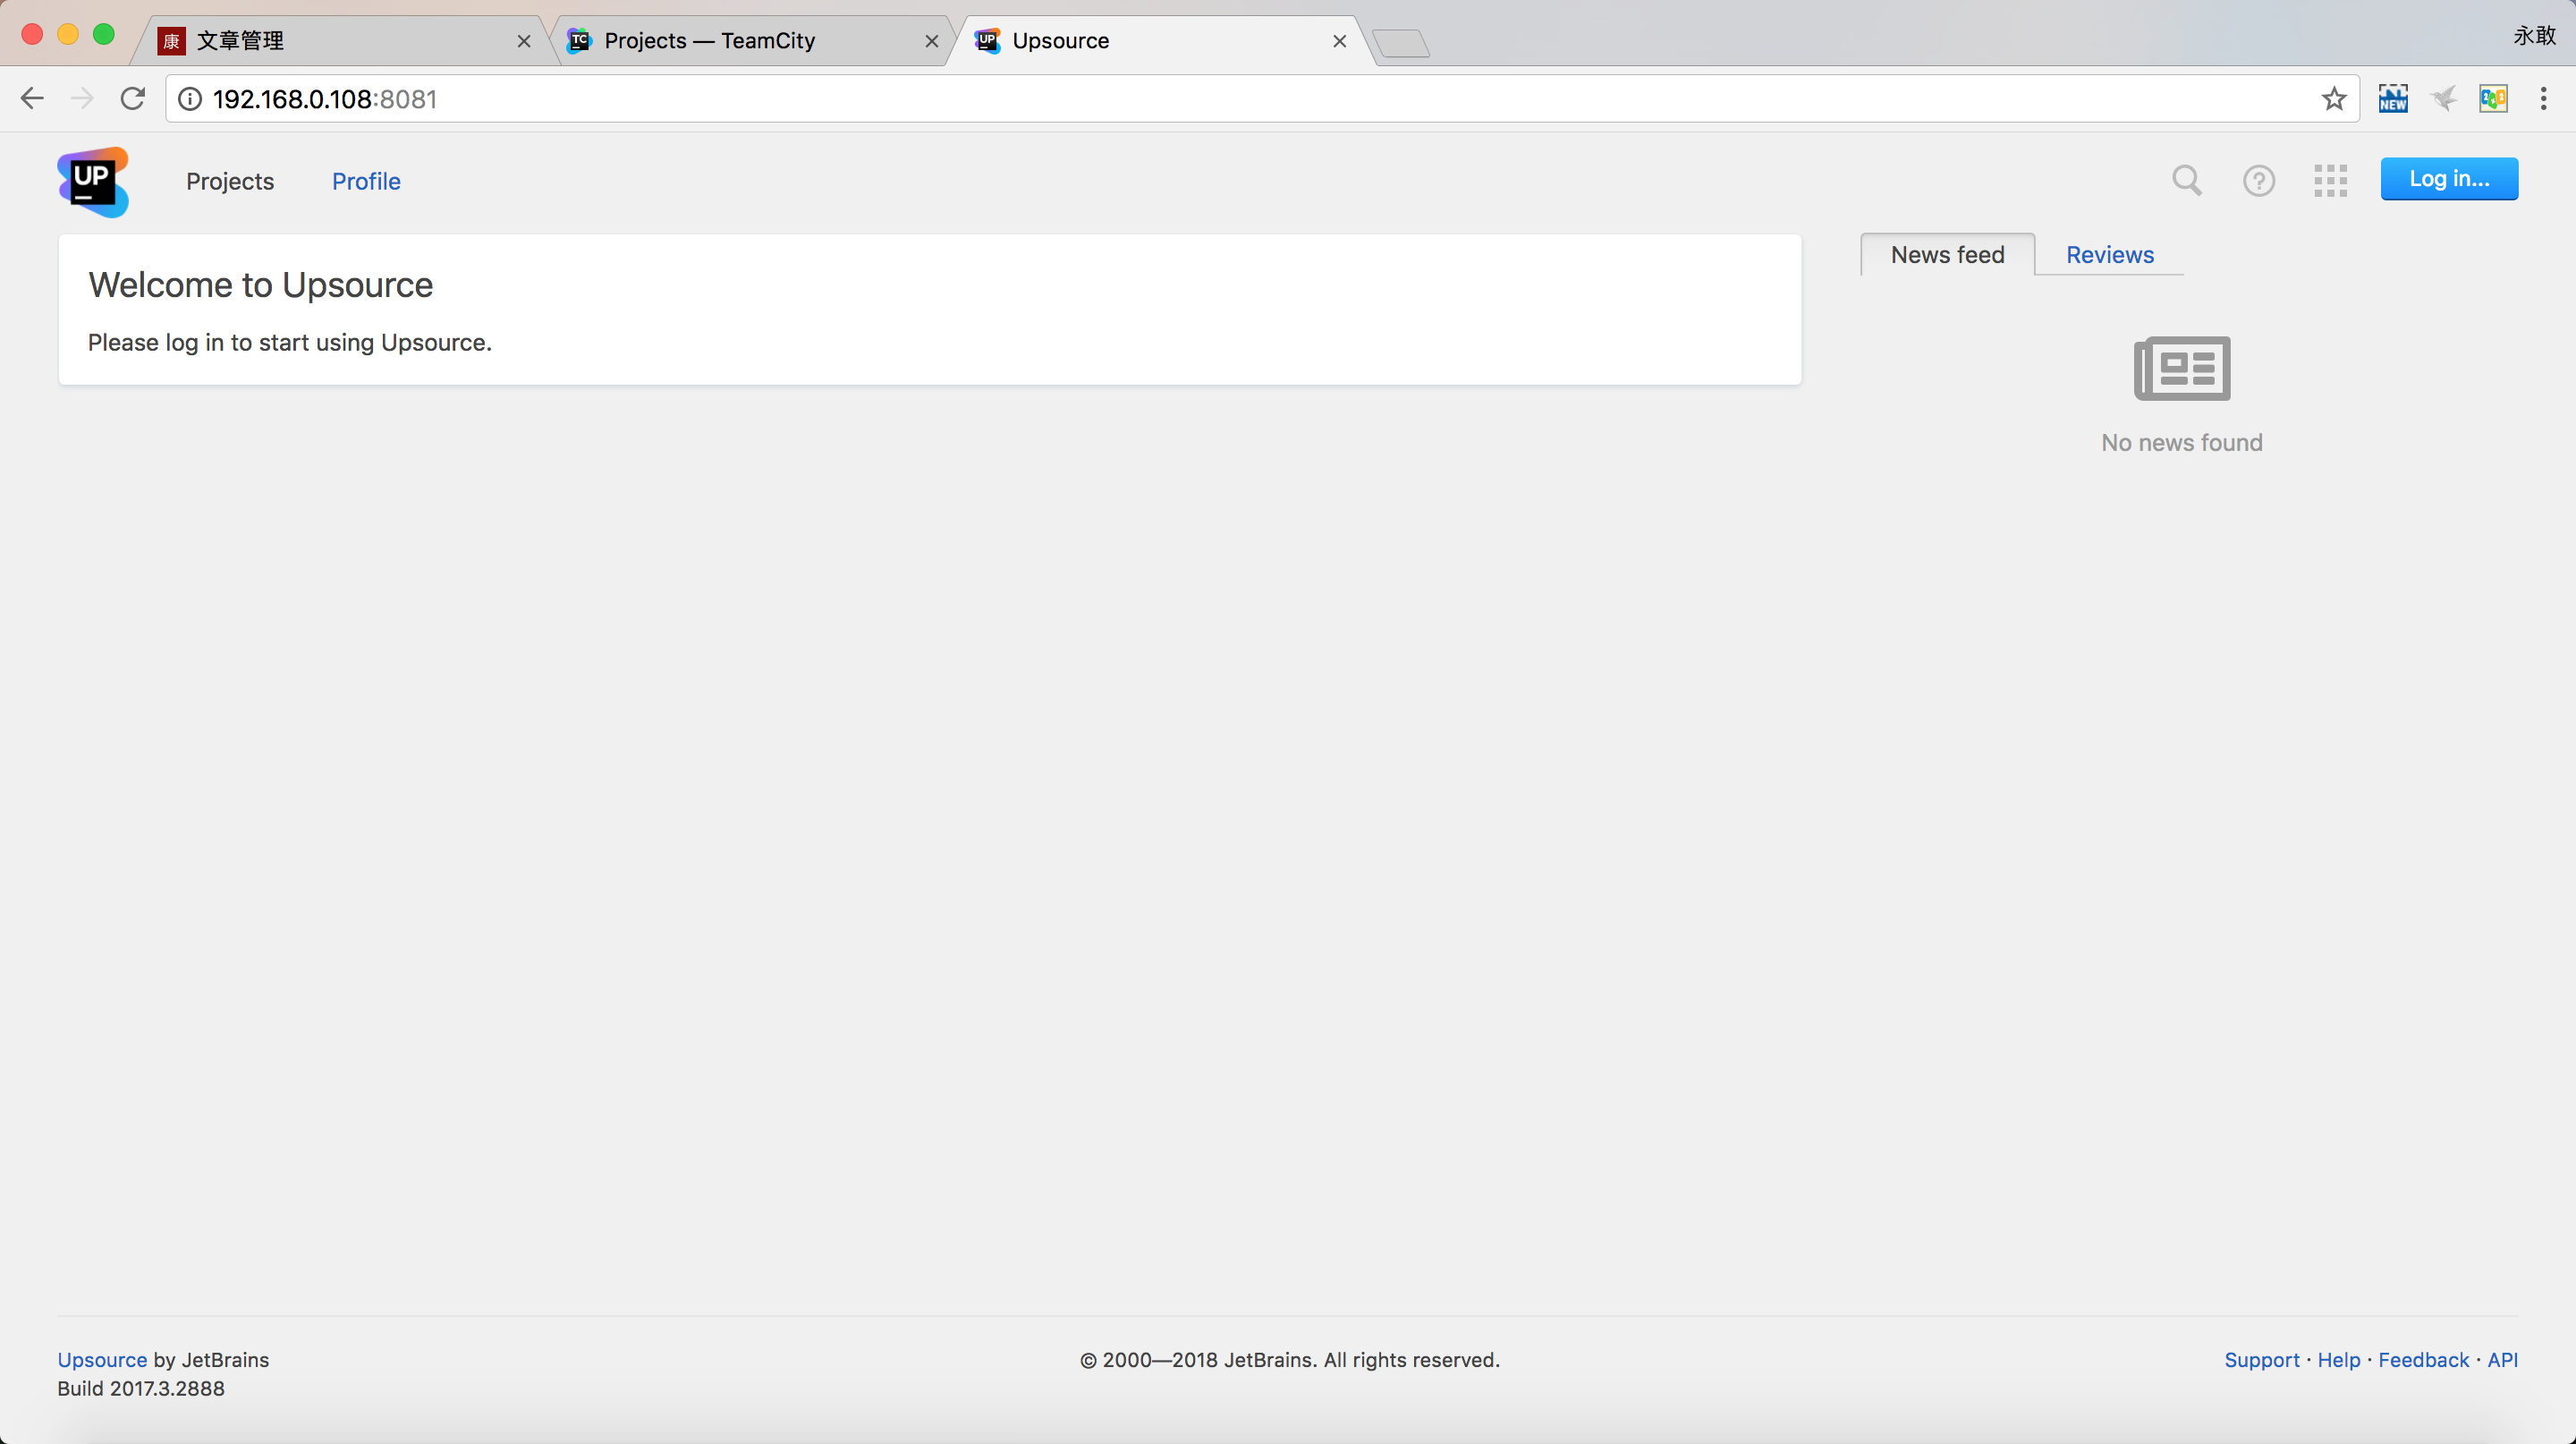 康 文章管理
TC Projects — TeamCity
UP Upsource
永敢
192.168.0.108:8081
NEW
UP
Projects
Profile
Log in...
Welcome to Upsource
Please log in to start using Upsource.
News feed
Reviews
No news found
Upsource by JetBrains
Build 2017.3.2888
© 2000—2018 JetBrains. All rights reserved.
Support · Help · Feedback · API